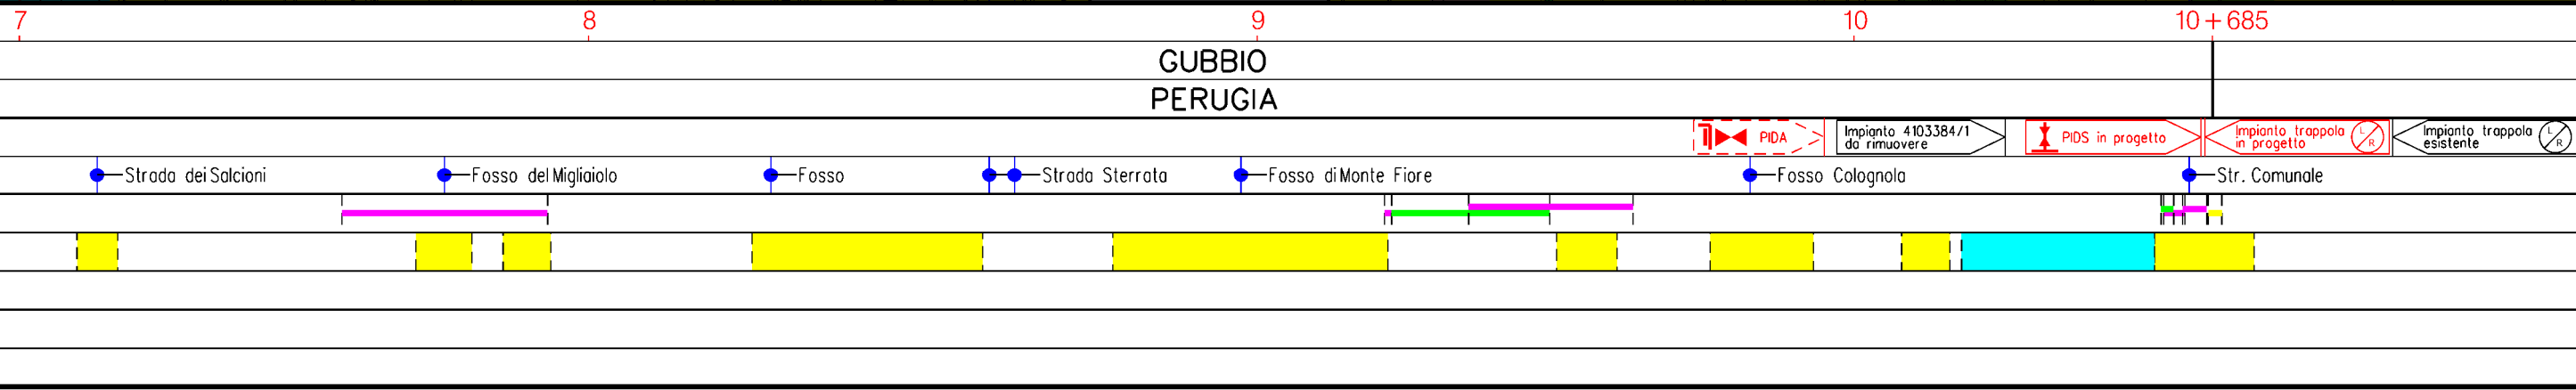 7 8 9 10 10+685
GUBBIO
PERUGIA
PIDA
Impianto 4103384/1
da rimuovere
PIDS in progetto
Impianto trappola
in progetto
L/R
Impianto trappola
esistente
L/R
Strada dei Salcioni Fosso del Migliaiolo Fosso Strada Sterrata Fosso di Monte Fiore Fosso Colognola Str. Comunale